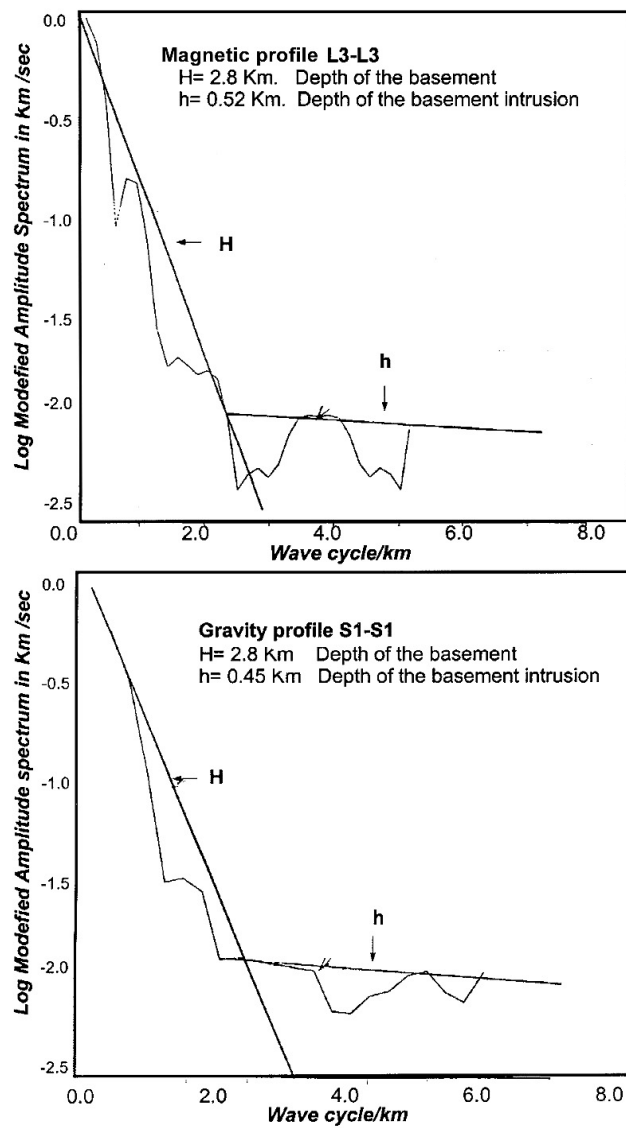 0.0
Magnetic profile L3-L3
H= 2.8 Km. Depth of the basement
h= 0.52 Km. Depth of the basement intrusion
-0.5
-1.0
-1.5
-2.0
-2.5
Log Modefied Amplitude Spectrum in Km /sec
H
h
0.0 2.0 4.0 6.0 8.0
Wave cycle/km
0.0
Gravity profile S1-S1
H= 2.8 Km Depth of the basement
h= 0.45 Km Depth of the basement intrusion
-0.5
-1.0
-1.5
-2.0
-2.5
Log Modefied Amplitude spectrum in Km /sec
H
h
0.0 2.0 4.0 6.0 8.0
Wave cycle/km